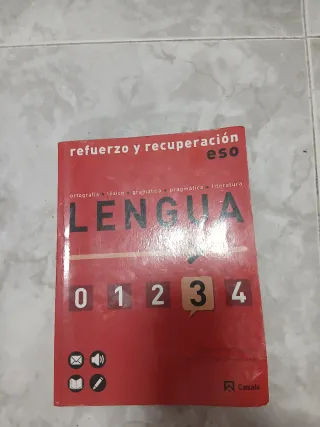 refuerzo y recuperación
eso
ortografía • léxico • gramática • pragmática • literatura
LENGUA
0 1 2 3 4
Casals